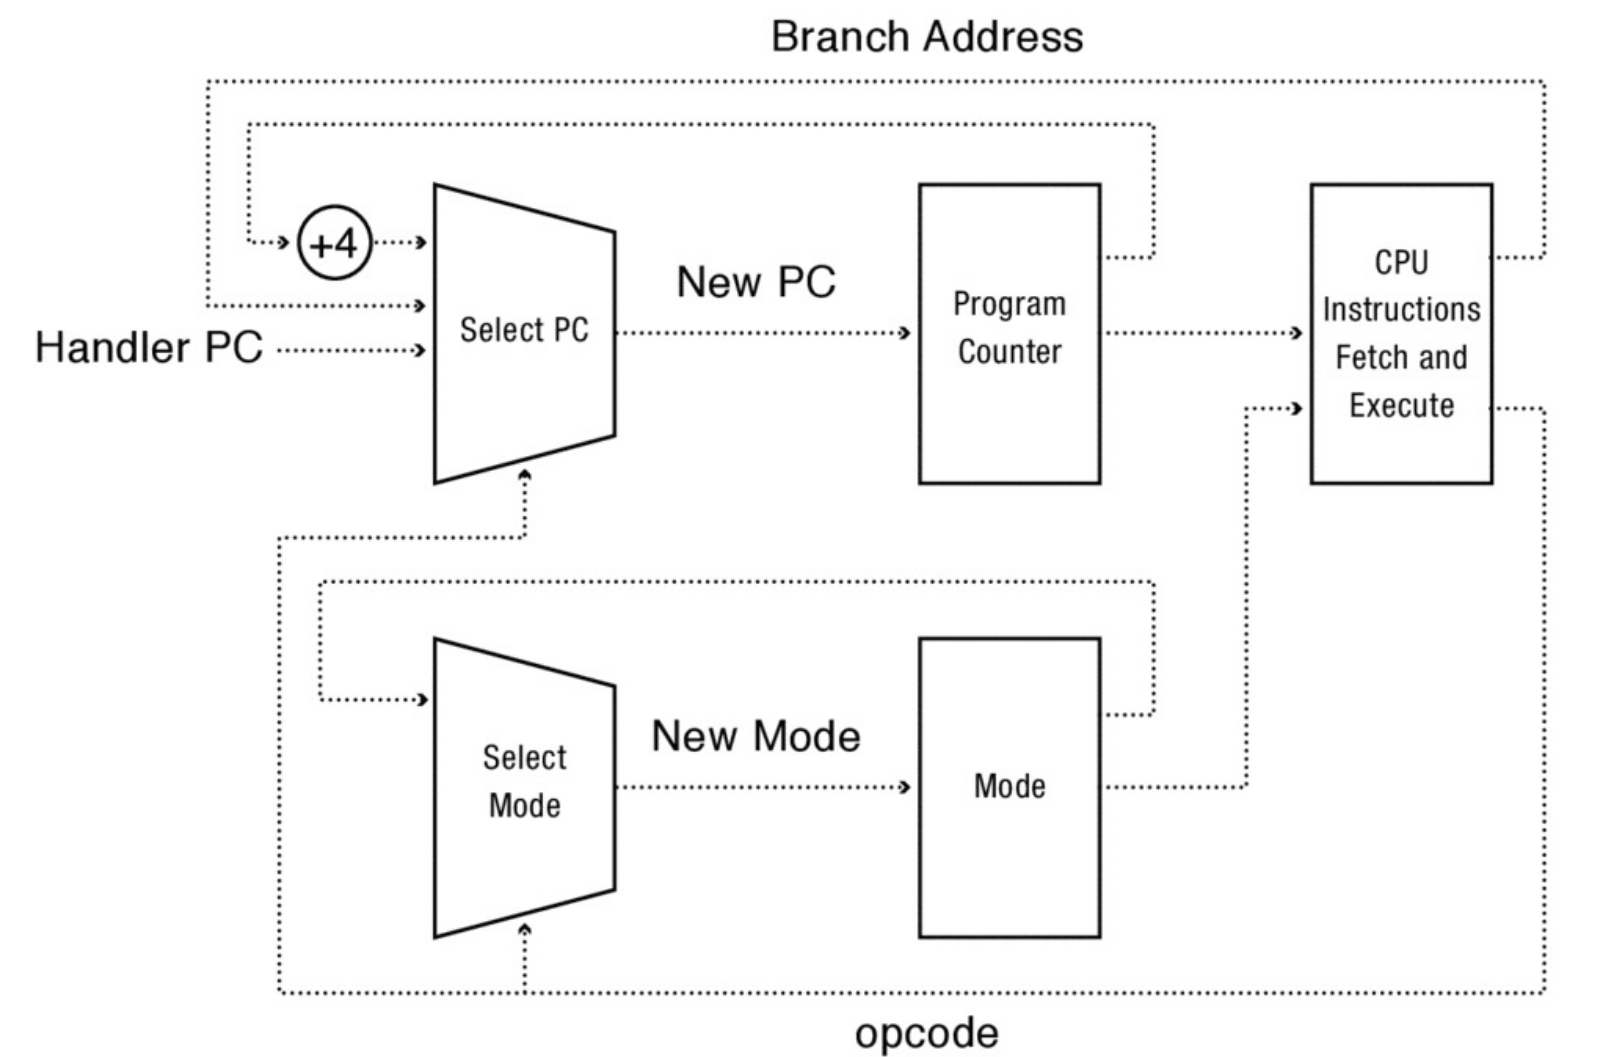 Branch Address
+4
Handler PC
Select PC
New PC
Program
Counter
CPU
Instructions
Fetch and
Execute
Select
Mode
New Mode
Mode
opcode